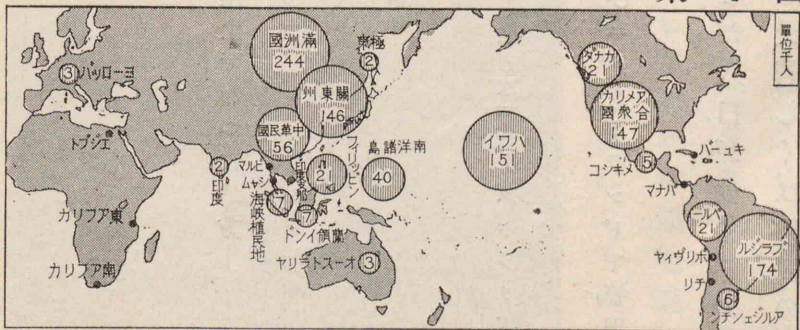 單位千人
ヨーロッパ
3
滿洲國
244
極東
2
關東州
146
中華民國
56
カナダ
21
アメリカ
合衆國
147
ハワイ
151
エジプト
印度
2
ビルマ
シャム
印度支那
フィリッピン
21
南洋諸島
40
メキシコ
5
キューバ
パナマ
東アフリカ
南アフリカ
海峡植民地
7
蘭領インド
7
オーストラリヤ
3
ペルー
21
ブラジル
174
ボリヴィヤ
チリ
アルジェンチン
6